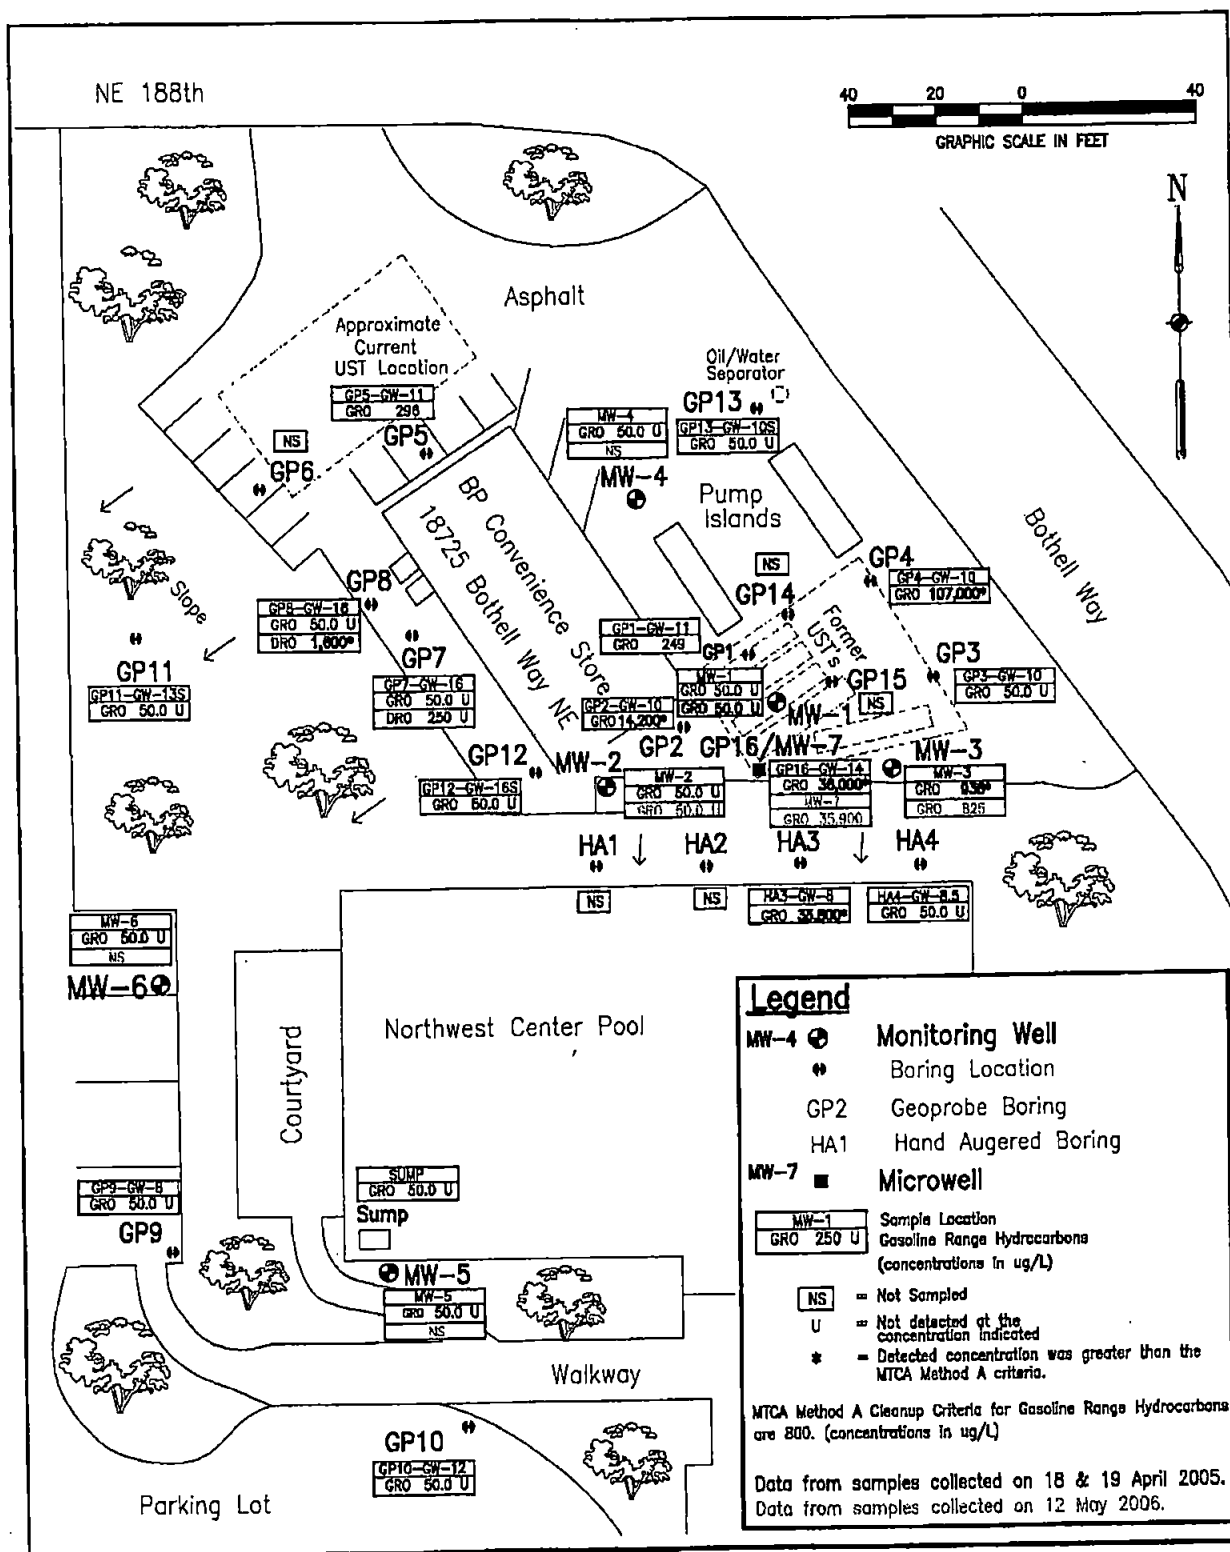 NE 188th
40 20 0 40
GRAPHIC SCALE IN FEET
N
Asphalt
Approximate
Current
UST Location
GP5-GW-11
GRO 296
GP5
NS
GP6
Oil/Water
Separator
GP13
GP13-GW-10S
GRO 50.0 U
MW-4
GRO 50.0 U
NS
MW-4
Pump
Islands
BP Convenience Store
18725 Bothell Way NE
Bothell Way
Slope
GP8
GP8-GW-16
GRO 50.0 U
DRO 1,600*
GP7
GP7-GW-16
GRO 50.0 U
DRO 250 U
GP11
GP11-GW-13S
GRO 50.0 U
NS
GP14
GP4
GP4-GW-10
GRO 107,000*
GP1-GW-11
GRO 249
GP1
Former
UST's
MW-1
GRO 50.0 U
GRO 50.0 U
GP15
NS
GP3
GP3-GW-10
GRO 50.0 U
MW-1
GP2-GW-10
GRO 14,200*
GP2
GP16/MW-7
GP16-GW-14
GRO 36,000*
MW-7
GRO 35,900
MW-3
MW-3
GRO
GRO 825
GP12
GP12-GW-16S
GRO 50.0 U
MW-2
MW-2
GRO 50.0 U
GRO 50.0 U
HA1
NS
HA2
NS
HA3
HA3-GW-8
GRO
HA4
HA4-GW-8.5
GRO 50.0 U
MW-6
GRO 50.0 U
NS
MW-6
Courtyard
Northwest Center Pool
SUMP
GRO 50.0 U
Sump
GP9-GW-8
GRO 50.0 U
GP9
MW-5
MW-5
GRO 50.0 U
NS
Walkway
GP10
GP10-GW-12
GRO 50.0 U
Parking Lot
Legend
MW-4 Monitoring Well
Boring Location
GP2 Geoprobe Boring
HA1 Hand Augered Boring
MW-7 Microwell
MW-1
GRO 250 U
Sample Location
Gasoline Range Hydrocarbons
(concentrations in ug/L)
NS = Not Sampled
U = Not detected at the
concentration indicated
* = Detected concentration was greater than the
MTCA Method A criteria.
MTCA Method A Cleanup Criteria for Gasoline Range Hydrocarbons
are 800. (concentrations in ug/L)
Data from samples collected on 18 & 19 April 2005.
Data from samples collected on 12 May 2006.